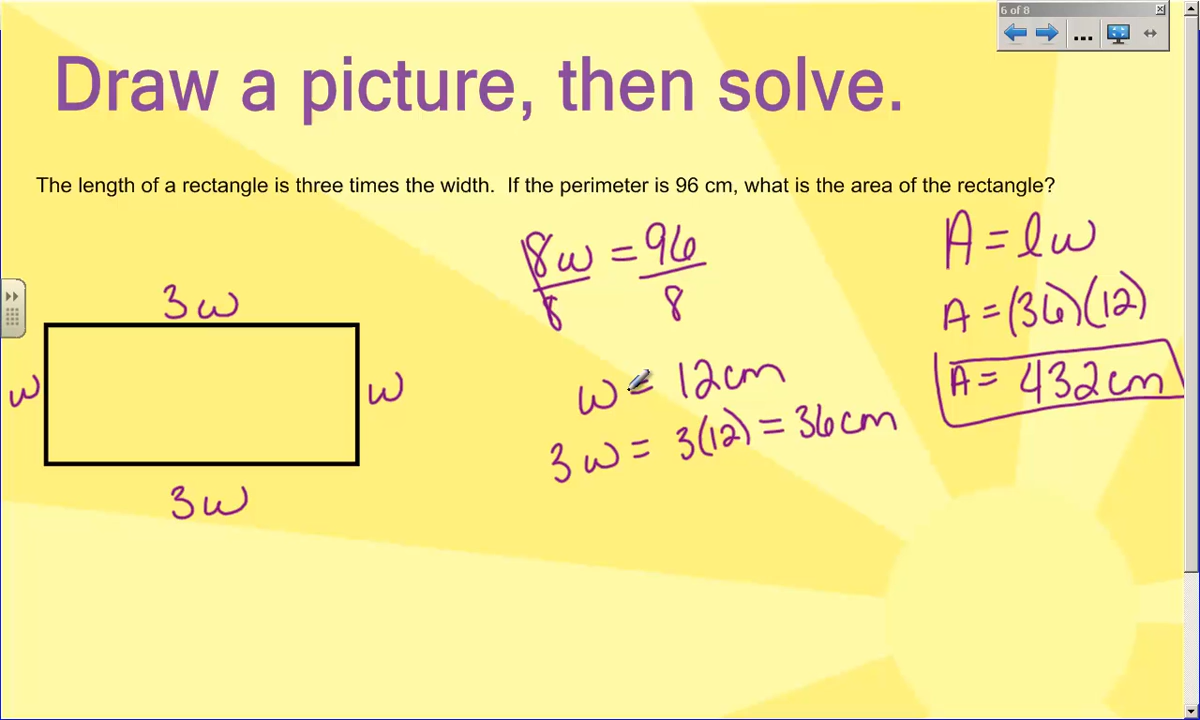 6 of 8
Draw a picture, then solve.
The length of a rectangle is three times the width. If the perimeter is 96 cm, what is the area of the rectangle?
3w
w
w
3w
8w = 96
8 8
w = 12cm
3w = 3(12) = 36cm
A = lw
A = (36)(12)
A = 432cm